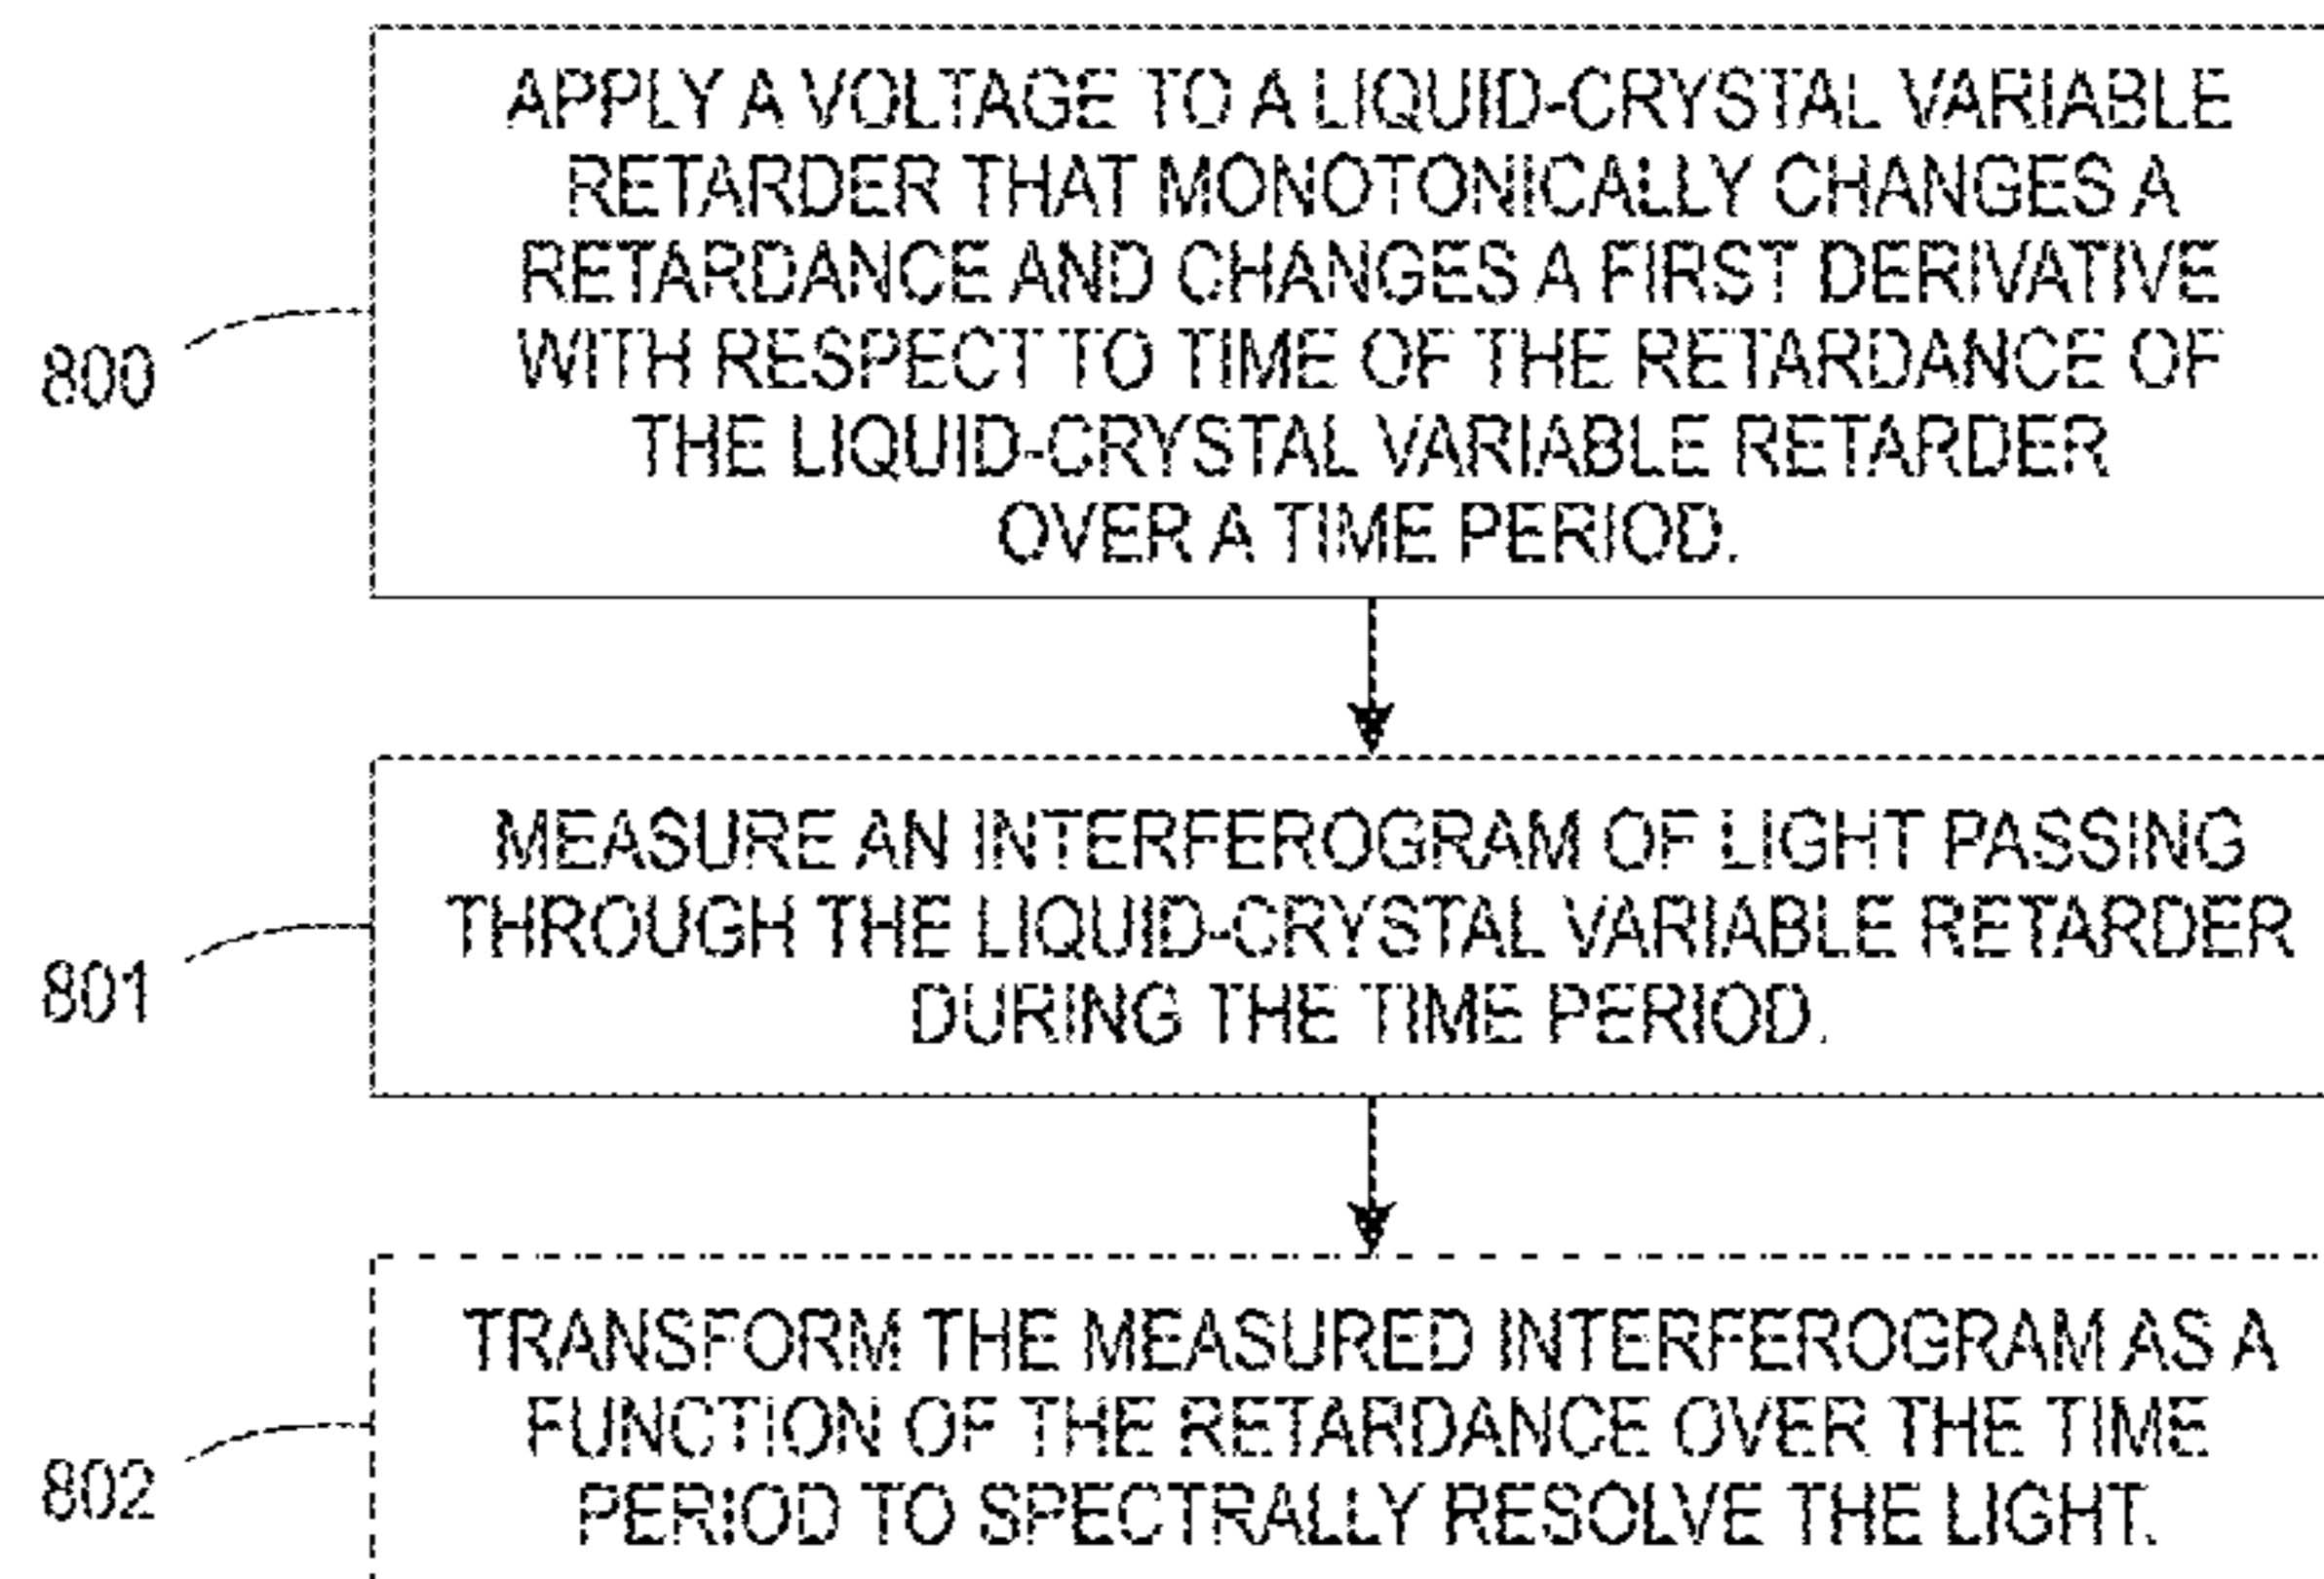 APPLY A VOLTAGE TO A LIQUID-CRYSTAL VARIABLE
RETARDER THAT MONOTONICALLY CHANGES A
RETARDANCE AND CHANGES A FIRST DERIVATIVE
WITH RESPECT TO TIME OF THE RETARDANCE OF
THE LIQUID-CRYSTAL VARIABLE RETARDER
OVER A TIME PERIOD.
800
MEASURE AN INTERFEROGRAM OF LIGHT PASSING
THROUGH THE LIQUID-CRYSTAL VARIABLE RETARDER
DURING THE TIME PERIOD.
801
TRANSFORM THE MEASURED INTERFEROGRAM AS A
FUNCTION OF THE RETARDANCE OVER THE TIME
PERIOD TO SPECTRALLY RESOLVE THE LIGHT.
802